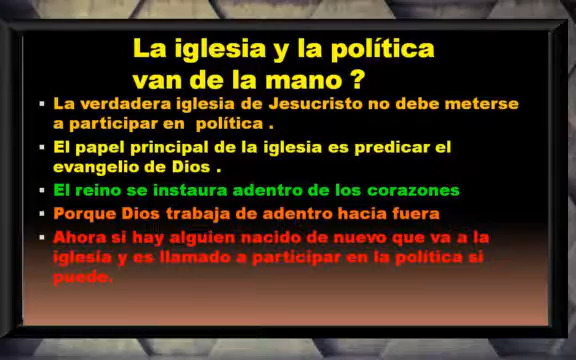 La iglesia y la política
van de la mano ?
▪ La verdadera iglesia de Jesucristo no debe meterse
a participar en política .
▪ El papel principal de la iglesia es predicar el
evangelio de Dios .
▪ El reino se instaura adentro de los corazones
▪ Porque Dios trabaja de adentro hacia fuera
▪ Ahora si hay alguien nacido de nuevo que va a la
iglesia y es llamado a participar en la política si
puede.